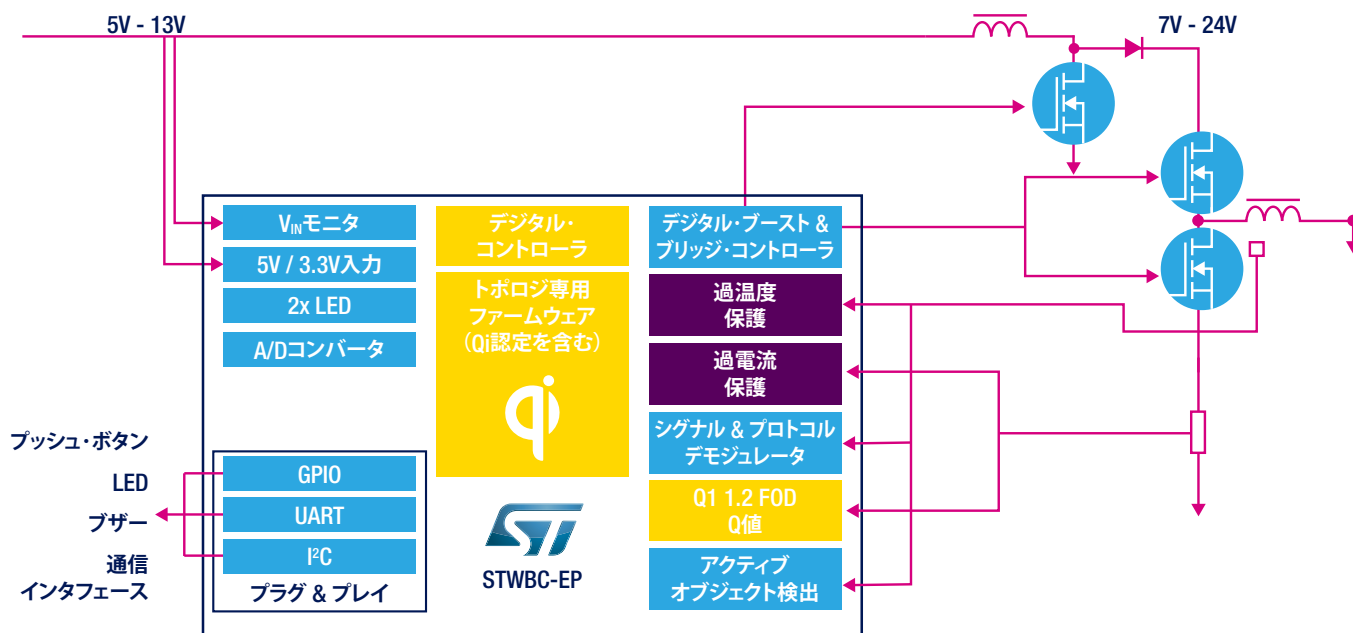 5V - 13V
7V - 24V
VINモニタ
5V / 3.3V入力
2x LED
A/Dコンバータ
デジタル・
コントローラ
トポロジ専用
ファームウェア
(Qi認定を含む)
qi
デジタル・ブースト &
ブリッジ・コントローラ
過温度
保護
過電流
保護
シグナル & プロトコル
デモジュレータ
Q1 1.2 FOD
Q値
アクティブ
オブジェクト検出
プッシュ・ボタン
LED
ブザー
通信
インタフェース
GPIO
UART
I²C
プラグ & プレイ
ST
STWBC-EP